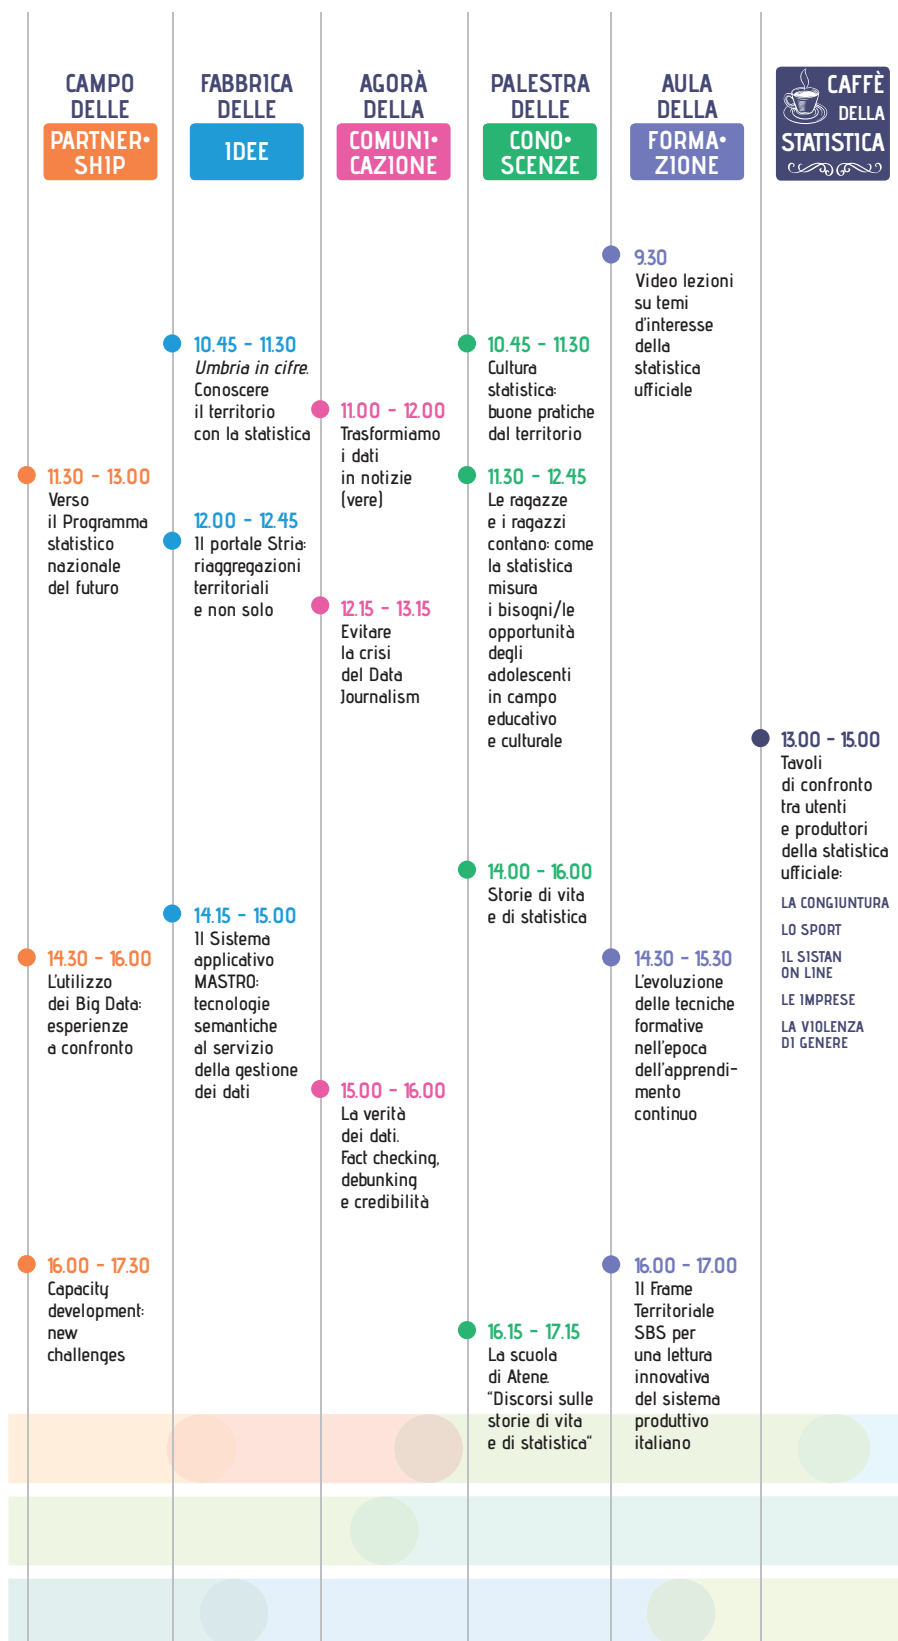 CAMPO
DELLE
PARTNER•
SHIP
FABBRICA
DELLE
IDEE
AGORÀ
DELLA
COMUNI•
CAZIONE
PALESTRA
DELLE
CONO•
SCENZE
AULA
DELLA
FORMA•
ZIONE
CAFFÈ
DELLA
STATISTICA
11.30 - 13.00
Verso
il Programma
statistico
nazionale
del futuro
14.30 - 16.00
L'utilizzo
dei Big Data:
esperienze
a confronto
16.00 - 17.30
Capacity
development:
new
challenges
10.45 - 11.30
Umbria in cifre.
Conoscere
il territorio
con la statistica
12.00 - 12.45
Il portale Stria:
riaggregazioni
territoriali
e non solo
14.15 - 15.00
Il Sistema
applicativo
MASTRO:
tecnologie
semantiche
al servizio
della gestione
dei dati
11.00 - 12.00
Trasformiamo
i dati
in notizie
(vere)
12.15 - 13.15
Evitare
la crisi
del Data
Journalism
15.00 - 16.00
La verità
dei dati.
Fact checking,
debunking
e credibilità
10.45 - 11.30
Cultura
statistica:
buone pratiche
dal territorio
11.30 - 12.45
Le ragazze
e i ragazzi
contano: come
la statistica
misura
i bisogni/le
opportunità
degli
adolescenti
in campo
educativo
e culturale
14.00 - 16.00
Storie di vita
e di statistica
16.15 - 17.15
La scuola
di Atene.
"Discorsi sulle
storie di vita
e di statistica"
9.30
Video lezioni
su temi
d'interesse
della
statistica
ufficiale
14.30 - 15.30
L'evoluzione
delle tecniche
formative
nell'epoca
dell'apprendi-
mento
continuo
16.00 - 17.00
Il Frame
Territoriale
SBS per
una lettura
innovativa
del sistema
produttivo
italiano
13.00 - 15.00
Tavoli
di confronto
tra utenti
e produttori
della statistica
ufficiale:
LA CONGIUNTURA
LO SPORT
IL SISTAN
ON LINE
LE IMPRESE
LA VIOLENZA
DI GENERE